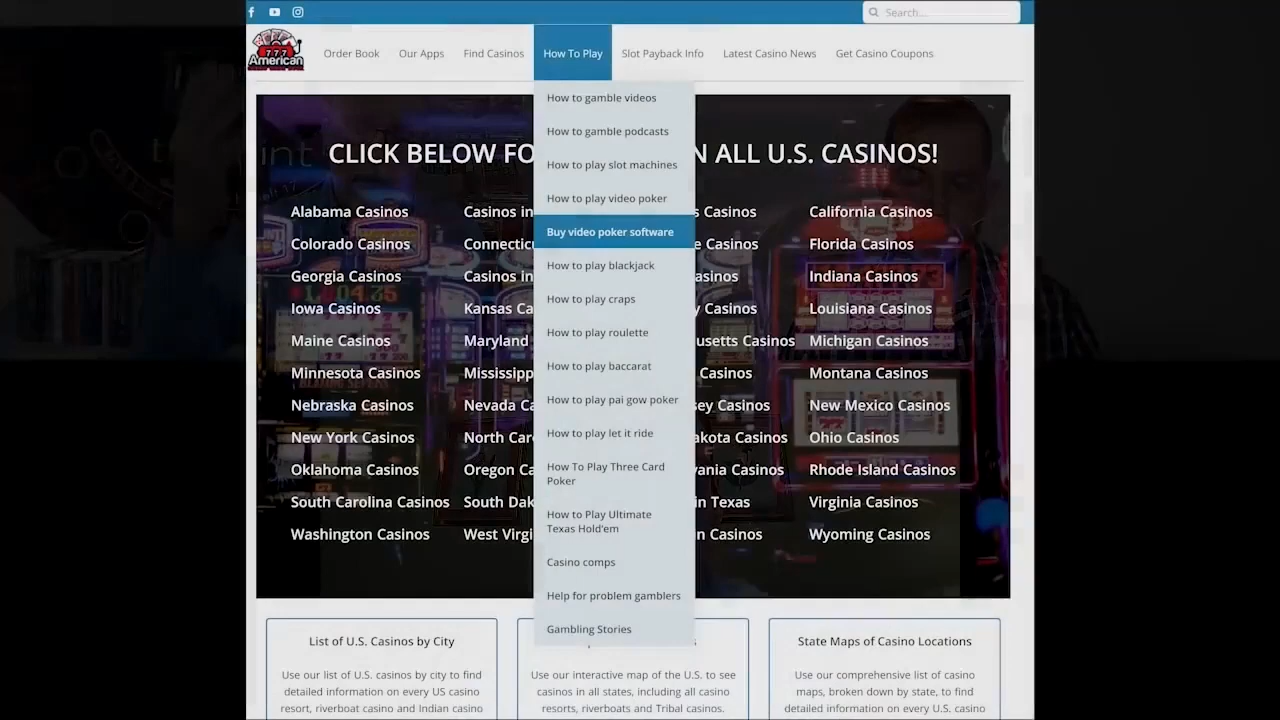 Search...
777
American
Order Book
Our Apps
Find Casinos
How To Play
Slot Payback Info
Latest Casino News
Get Casino Coupons
How to gamble videos
How to gamble podcasts
How to play slot machines
How to play video poker
Buy video poker software
How to play blackjack
How to play craps
How to play roulette
How to play baccarat
How to play pai gow poker
How to play let it ride
How To Play Three Card
Poker
How to Play Ultimate
Texas Hold'em
Casino comps
Help for problem gamblers
Gambling Stories
CLICK BELOW FO
N ALL U.S. CASINOS!
Alabama Casinos
Casinos in
s Casinos
California Casinos
Colorado Casinos
Connecticu
e Casinos
Florida Casinos
Georgia Casinos
Casinos in
asinos
Indiana Casinos
Iowa Casinos
Kansas Ca
y Casinos
Louisiana Casinos
Maine Casinos
Maryland
usetts Casinos
Michigan Casinos
Minnesota Casinos
Mississipp
Casinos
Montana Casinos
Nebraska Casinos
Nevada C
sey Casinos
New Mexico Casinos
New York Casinos
North Car
akota Casinos
Ohio Casinos
Oklahoma Casinos
Oregon C
vania Casinos
Rhode Island Casinos
South Carolina Casinos
South Dak
in Texas
Virginia Casinos
Washington Casinos
West Virgi
n Casinos
Wyoming Casinos
List of U.S. Casinos by City
Use our list of U.S. casinos by city to find
detailed information on every US casino
resort, riverboat casino and Indian casino
Use our interactive map of the U.S. to see
casinos in all states, including all casino
resorts, riverboats and Tribal casinos.
State Maps of Casino Locations
Use our comprehensive list of casino
maps, broken down by state, to find
detailed information on every U.S. casino